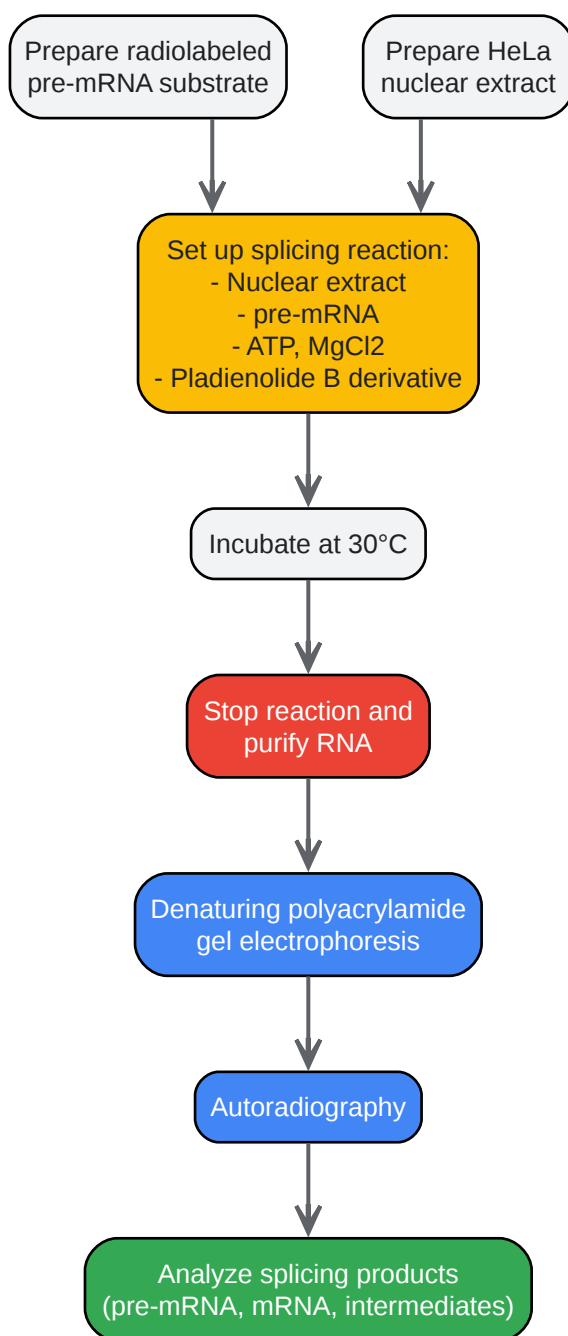 Prepare radiolabeled
pre-mRNA substrate
Prepare HeLa
nuclear extract
Set up splicing reaction:
- Nuclear extract
- pre-mRNA
- ATP, MgCl2
- Pladienolide B derivative
Incubate at 30°C
Stop reaction and
purify RNA
Denaturing polyacrylamide
gel electrophoresis
Autoradiography
Analyze splicing products
(pre-mRNA, mRNA, intermediates)